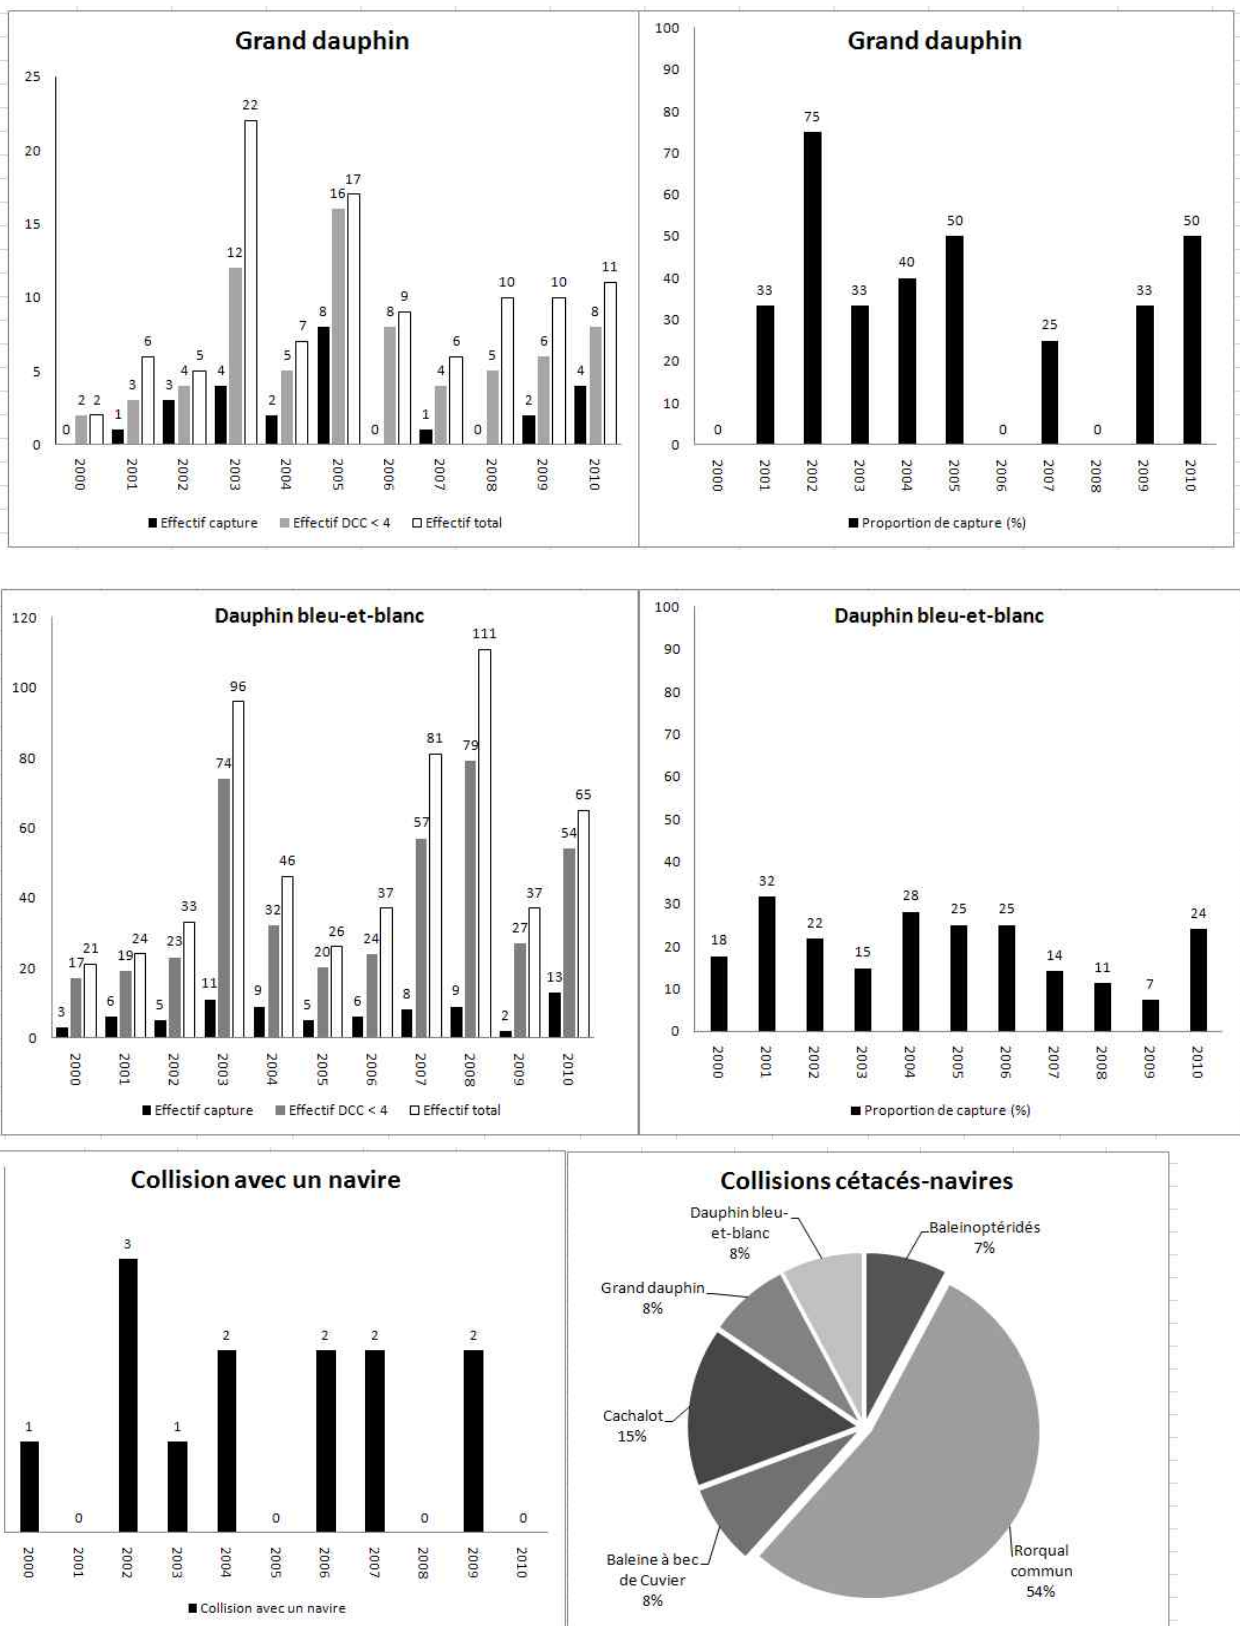 Grand dauphin
25
20
15
10
5
0
0 2 2
1 3 6
3 4 5
4 12 22
2 5 7
8 16 17
0 8 9
1 4 6
0 5 10
2 6 10
4 8 11
2000 2001 2002 2003 2004 2005 2006 2007 2008 2009 2010
Effectif capture Effectif DCC < 4 Effectif total
Grand dauphin
100
90
80
70
60
50
40
30
20
10
0
0 33 75 33 40 50 0 25 0 33 50
2000 2001 2002 2003 2004 2005 2006 2007 2008 2009 2010
Proportion de capture (%)
Dauphin bleu-et-blanc
120
100
80
60
40
20
0
3 17 21
6 19 24
5 23 33
11 74 96
9 32 46
5 20 26
6 24 37
8 57 81
9 79 111
2 27 37
13 54 65
2000 2001 2002 2003 2004 2005 2006 2007 2008 2009 2010
Effectif capture Effectif DCC < 4 Effectif total
Dauphin bleu-et-blanc
100
90
80
70
60
50
40
30
20
10
0
18 32 22 15 28 25 25 14 11 7 24
2000 2001 2002 2003 2004 2005 2006 2007 2008 2009 2010
Proportion de capture (%)
Collision avec un navire
1 0 3 1 2 0 2 2 0 2 0
2000 2001 2002 2003 2004 2005 2006 2007 2008 2009 2010
Collision avec un navire
Collisions cétacés-navires
Dauphin bleu-
et-blanc
8%
Baleinoptéridés
7%
Grand dauphin
8%
Cachalot
15%
Baleine à bec
de Cuvier
8%
Rorqual
commun
54%